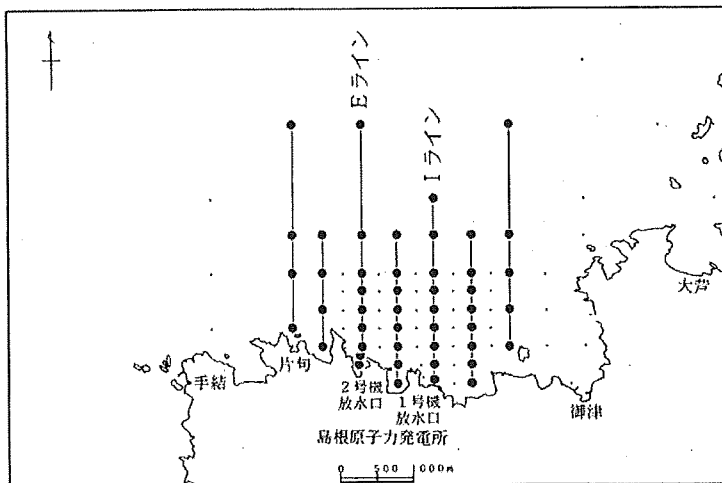 Eライン
Iライン
大芦
片句
手結
2号機
放水口
1号機
放水口
御津
島根原子力発電所
0 500 1000m